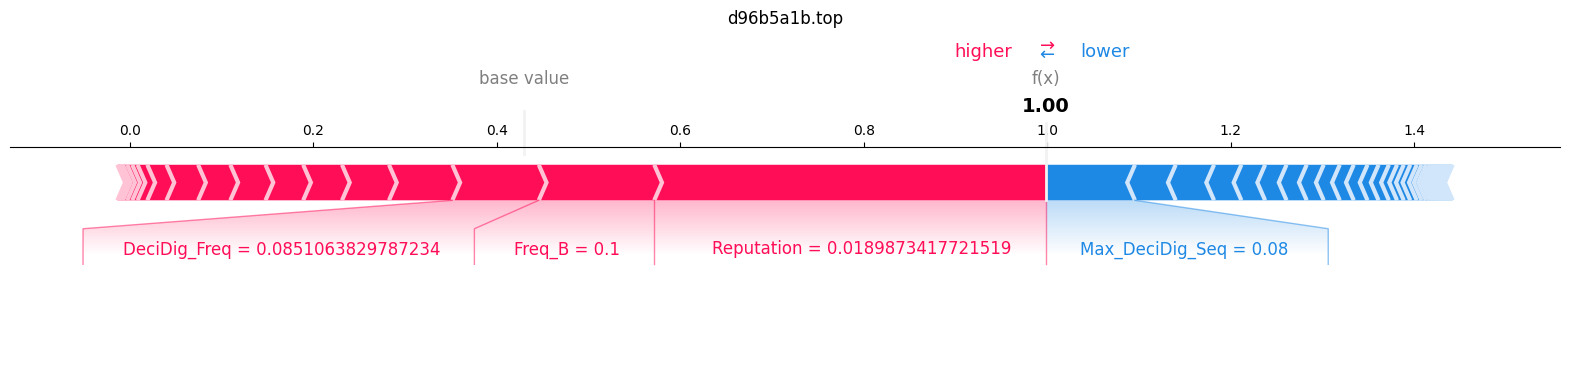 d96b5a1b.top
higher ⇄ lower
base value f(x)
1.00
0.0 0.2 0.4 0.6 0.8 1.0 1.2 1.4
DeciDig_Freq = 0.0851063829787234 Freq_B = 0.1 Reputation = 0.0189873417721519 Max_DeciDig_Seq = 0.08